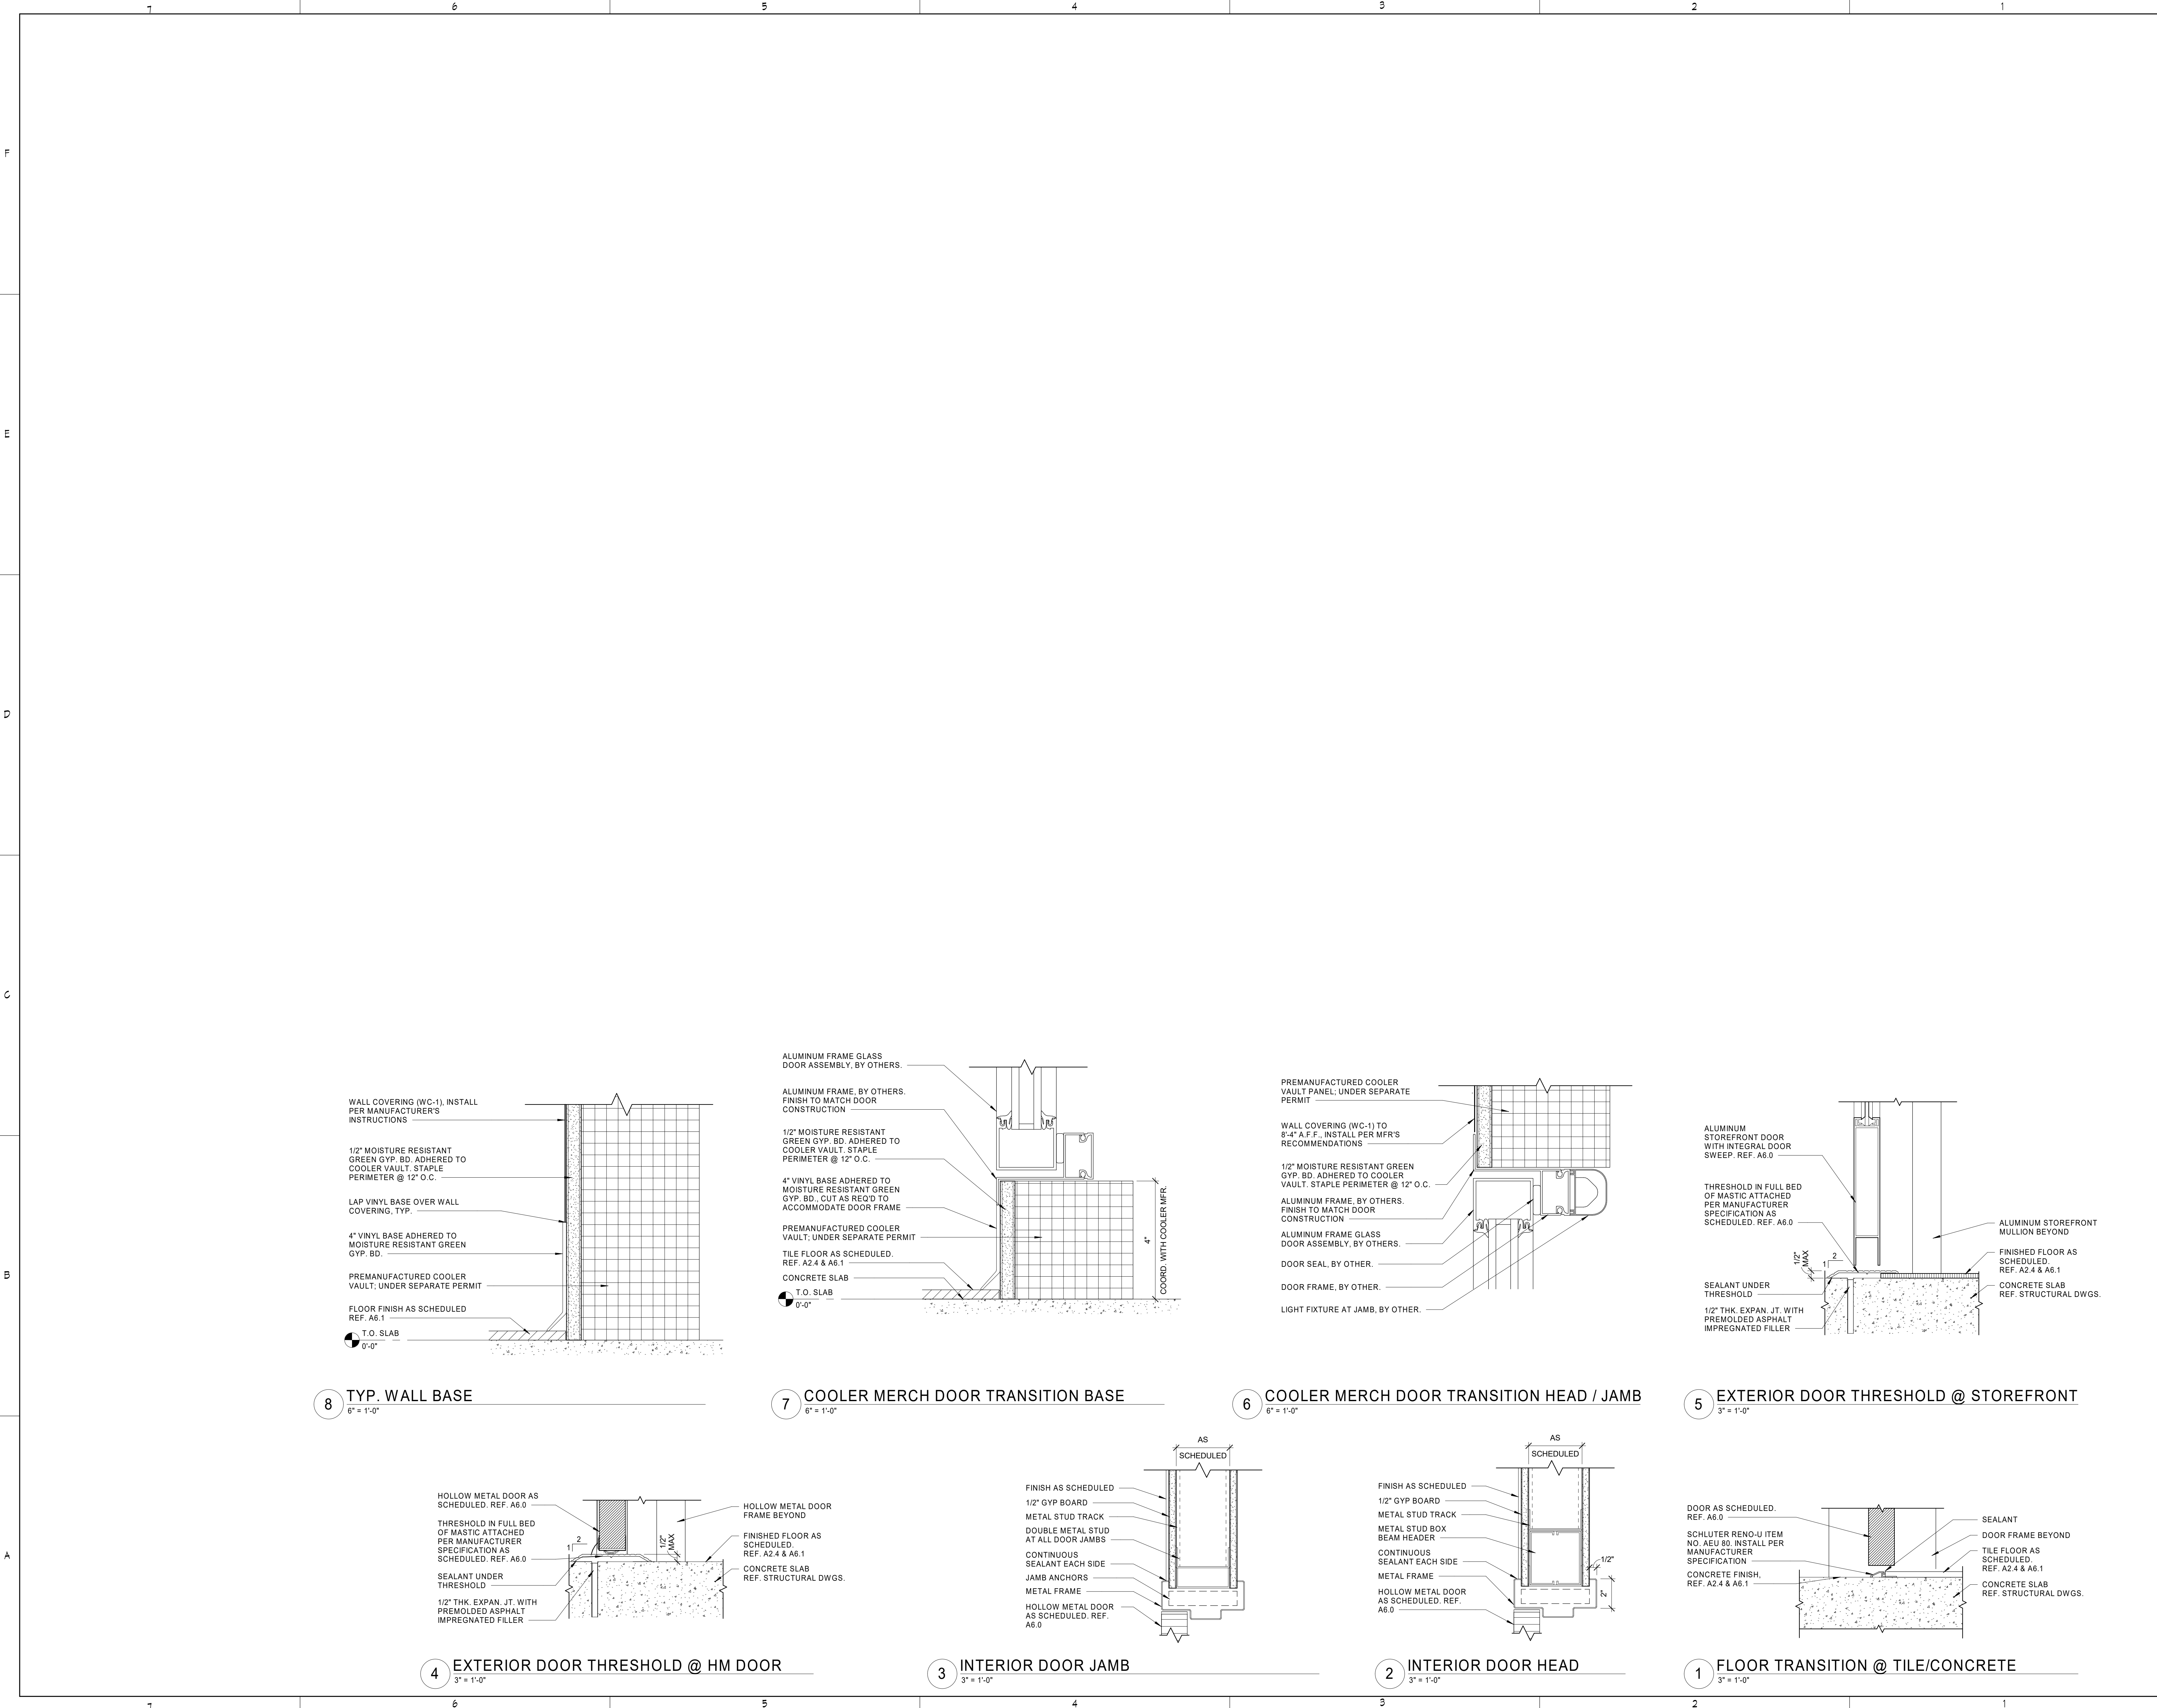 7 6 5 4 3 2 1
F
E
D
C
B
A
WALL COVERING (WC-1), INSTALL
PER MANUFACTURER'S
INSTRUCTIONS
1/2" MOISTURE RESISTANT
GREEN GYP. BD. ADHERED TO
COOLER VAULT. STAPLE
PERIMETER @ 12" O.C.
LAP VINYL BASE OVER WALL
COVERING, TYP.
4" VINYL BASE ADHERED TO
MOISTURE RESISTANT GREEN
GYP. BD.
PREMANUFACTURED COOLER
VAULT; UNDER SEPARATE PERMIT
FLOOR FINISH AS SCHEDULED
REF. A6.1
T.O. SLAB
0'-0"
8 TYP. WALL BASE
6" = 1'-0"
ALUMINUM FRAME GLASS
DOOR ASSEMBLY, BY OTHERS.
ALUMINUM FRAME, BY OTHERS.
FINISH TO MATCH DOOR
CONSTRUCTION
1/2" MOISTURE RESISTANT
GREEN GYP. BD. ADHERED TO
COOLER VAULT. STAPLE
PERIMETER @ 12" O.C.
4" VINYL BASE ADHERED TO
MOISTURE RESISTANT GREEN
GYP. BD., CUT AS REQ'D TO
ACCOMMODATE DOOR FRAME
PREMANUFACTURED COOLER
VAULT; UNDER SEPARATE PERMIT
TILE FLOOR AS SCHEDULED.
REF. A2.4 & A6.1
CONCRETE SLAB
T.O. SLAB
0'-0"
4"
COORD. WITH COOLER MFR.
7 COOLER MERCH DOOR TRANSITION BASE
6" = 1'-0"
PREMANUFACTURED COOLER
VAULT PANEL; UNDER SEPARATE
PERMIT
WALL COVERING (WC-1) TO
8'-4" A.F.F., INSTALL PER MFR'S
RECOMMENDATIONS
1/2" MOISTURE RESISTANT GREEN
GYP. BD. ADHERED TO COOLER
VAULT. STAPLE PERIMETER @ 12" O.C.
ALUMINUM FRAME, BY OTHERS.
FINISH TO MATCH DOOR
CONSTRUCTION
ALUMINUM FRAME GLASS
DOOR ASSEMBLY, BY OTHERS.
DOOR SEAL, BY OTHER.
DOOR FRAME, BY OTHER.
LIGHT FIXTURE AT JAMB, BY OTHER.
6 COOLER MERCH DOOR TRANSITION HEAD / JAMB
6" = 1'-0"
ALUMINUM
STOREFRONT DOOR
WITH INTEGRAL DOOR
SWEEP. REF. A6.0
THRESHOLD IN FULL BED
OF MASTIC ATTACHED
PER MANUFACTURER
SPECIFICATION AS
SCHEDULED. REF. A6.0
1/2"
MAX
2
1
SEALANT UNDER
THRESHOLD
1/2" THK. EXPAN. JT. WITH
PREMOLDED ASPHALT
IMPREGNATED FILLER
ALUMINUM STOREFRONT
MULLION BEYOND
FINISHED FLOOR AS
SCHEDULED.
REF. A2.4 & A6.1
CONCRETE SLAB
REF. STRUCTURAL DWGS.
5 EXTERIOR DOOR THRESHOLD @ STOREFRONT
3" = 1'-0"
HOLLOW METAL DOOR AS
SCHEDULED. REF. A6.0
THRESHOLD IN FULL BED
OF MASTIC ATTACHED
PER MANUFACTURER
SPECIFICATION AS
SCHEDULED. REF. A6.0
SEALANT UNDER
THRESHOLD
1/2" THK. EXPAN. JT. WITH
PREMOLDED ASPHALT
IMPREGNATED FILLER
2
1
1/2"
MAX
HOLLOW METAL DOOR
FRAME BEYOND
FINISHED FLOOR AS
SCHEDULED.
REF. A2.4 & A6.1
CONCRETE SLAB
REF. STRUCTURAL DWGS.
4 EXTERIOR DOOR THRESHOLD @ HM DOOR
3" = 1'-0"
AS
SCHEDULED
FINISH AS SCHEDULED
1/2" GYP BOARD
METAL STUD TRACK
DOUBLE METAL STUD
AT ALL DOOR JAMBS
CONTINUOUS
SEALANT EACH SIDE
JAMB ANCHORS
METAL FRAME
HOLLOW METAL DOOR
AS SCHEDULED. REF.
A6.0
3 INTERIOR DOOR JAMB
3" = 1'-0"
AS
SCHEDULED
FINISH AS SCHEDULED
1/2" GYP BOARD
METAL STUD TRACK
METAL STUD BOX
BEAM HEADER
CONTINUOUS
SEALANT EACH SIDE
METAL FRAME
HOLLOW METAL DOOR
AS SCHEDULED. REF.
A6.0
1/2"
2"
2 INTERIOR DOOR HEAD
3" = 1'-0"
DOOR AS SCHEDULED.
REF. A6.0
SCHLUTER RENO-U ITEM
NO. AEU 80. INSTALL PER
MANUFACTURER
SPECIFICATION
CONCRETE FINISH,
REF. A2.4 & A6.1
SEALANT
DOOR FRAME BEYOND
TILE FLOOR AS
SCHEDULED.
REF. A2.4 & A6.1
CONCRETE SLAB
REF. STRUCTURAL DWGS.
1 FLOOR TRANSITION @ TILE/CONCRETE
3" = 1'-0"
7 6 5 4 3 2 1